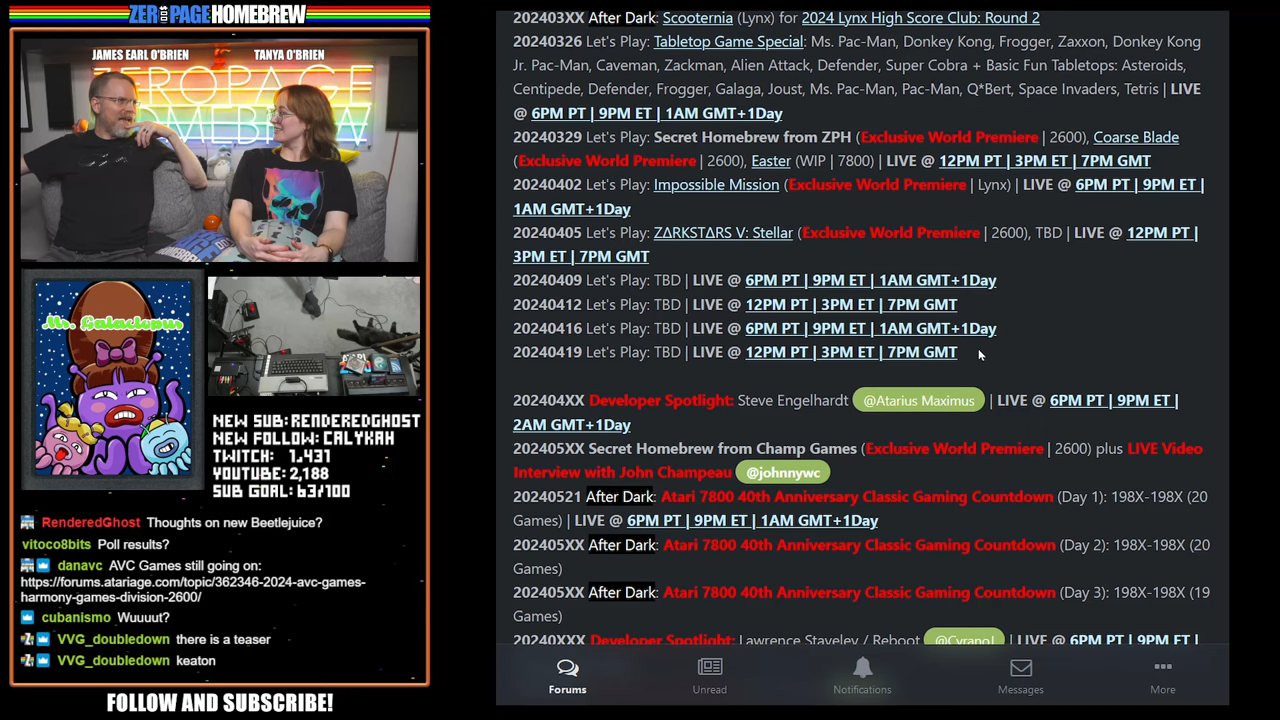 ZEROPAGE HOMEBREW
JAMES EARL O'BRIEN
TANYA O'BRIEN
ZEROPAGE
HOMEBREW
Ms. Galactopus
NEW SUB: RENDEREDGHOST
NEW FOLLOW: CALYKAH
TWITCH: 1,431
YOUTUBE: 2,188
SUB GOAL: 63/100
RenderedGhost Thoughts on new Beetlejuice?
vitoco8bits Poll results?
danavc AVC Games still going on:
https://forums.atariage.com/topic/362346-2024-avc-games-
harmony-games-division-2600/
cubanismo Wuuuut?
VVG_doubledown there is a teaser
VVG_doubledown keaton
FOLLOW AND SUBSCRIBE!
202403XX After Dark: Scooternia (Lynx) for 2024 Lynx High Score Club: Round 2
20240326 Let's Play: Tabletop Game Special: Ms. Pac-Man, Donkey Kong, Frogger, Zaxxon, Donkey Kong
Jr. Pac-Man, Caveman, Zackman, Alien Attack, Defender, Super Cobra + Basic Fun Tabletops: Asteroids,
Centipede, Defender, Frogger, Galaga, Joust, Ms. Pac-Man, Pac-Man, Q*Bert, Space Invaders, Tetris | LIVE
@ 6PM PT | 9PM ET | 1AM GMT+1Day
20240329 Let's Play: Secret Homebrew from ZPH (Exclusive World Premiere | 2600), Coarse Blade
(Exclusive World Premiere | 2600), Easter (WIP | 7800) | LIVE @ 12PM PT | 3PM ET | 7PM GMT
20240402 Let's Play: Impossible Mission (Exclusive World Premiere | Lynx) | LIVE @ 6PM PT | 9PM ET |
1AM GMT+1Day
20240405 Let's Play: ZΔRKSTΔRS V: Stellar (Exclusive World Premiere | 2600), TBD | LIVE @ 12PM PT |
3PM ET | 7PM GMT
20240409 Let's Play: TBD | LIVE @ 6PM PT | 9PM ET | 1AM GMT+1Day
20240412 Let's Play: TBD | LIVE @ 12PM PT | 3PM ET | 7PM GMT
20240416 Let's Play: TBD | LIVE @ 6PM PT | 9PM ET | 1AM GMT+1Day
20240419 Let's Play: TBD | LIVE @ 12PM PT | 3PM ET | 7PM GMT
202404XX Developer Spotlight: Steve Engelhardt @Atarius Maximus | LIVE @ 6PM PT | 9PM ET |
2AM GMT+1Day
202405XX Secret Homebrew from Champ Games (Exclusive World Premiere | 2600) plus LIVE Video
Interview with John Champeau @johnnywc
20240521 After Dark: Atari 7800 40th Anniversary Classic Gaming Countdown (Day 1): 198X-198X (20
Games) | LIVE @ 6PM PT | 9PM ET | 1AM GMT+1Day
202405XX After Dark: Atari 7800 40th Anniversary Classic Gaming Countdown (Day 2): 198X-198X (20
Games)
202405XX After Dark: Atari 7800 40th Anniversary Classic Gaming Countdown (Day 3): 198X-198X (19
Games)
20240XXX Developer Spotlight: Lawrence Staveley / Reboot @CyranoJ | LIVE @ 6PM PT | 9PM ET |
Forums
Unread
Notifications
Messages
More